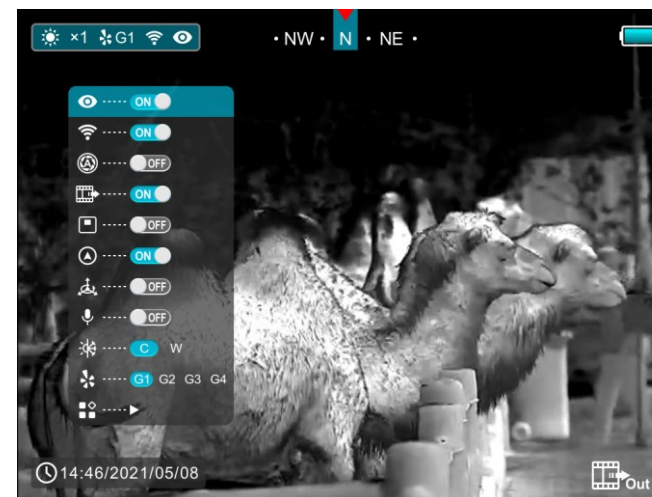 ×1 G1
• NW • N • NE •
ON
ON
A OFF
ON
OFF
ON
OFF
OFF
C W
G1 G2 G3 G4
14:46/2021/05/08
Out